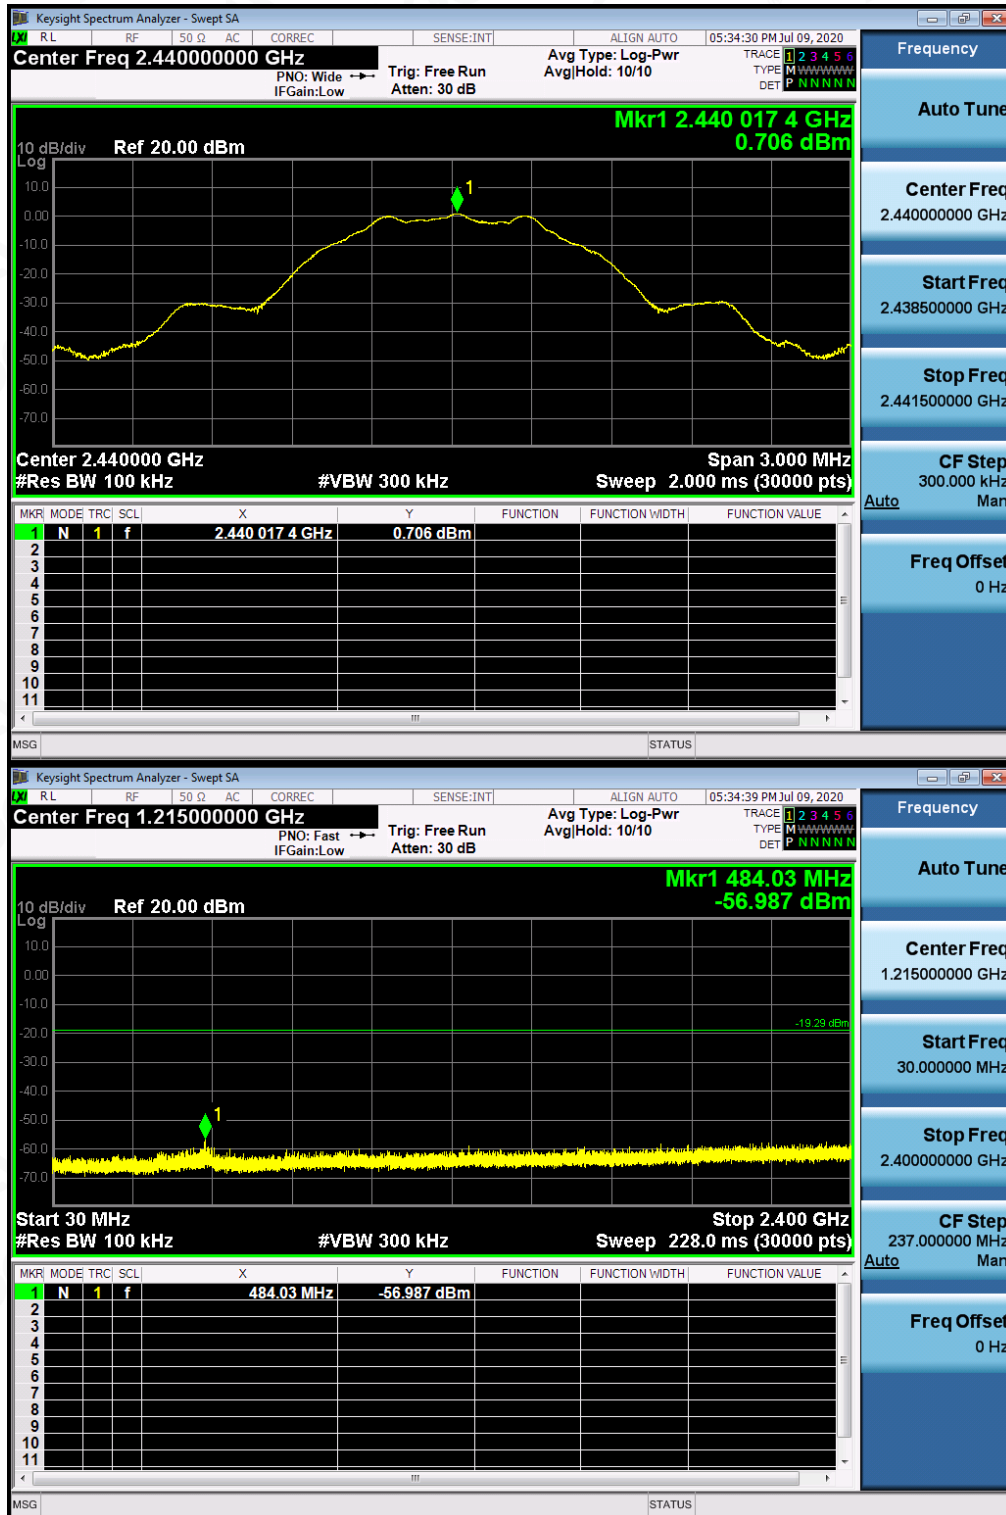 Keysight Spectrum Analyzer - Swept SA
LXI RL RF 50 Ω AC CORREC SENSE:INT ALIGN AUTO 05:34:30 PM Jul 09, 2020
Center Freq 2.440000000 GHz
PNO: Wide
IFGain:Low
Trig: Free Run
Atten: 30 dB
Avg Type: Log-Pwr
Avg|Hold: 10/10
TRACE 1 2 3 4 5 6
TYPE M WWWWW
DET P N N N N N
Mkr1 2.440 017 4 GHz
0.706 dBm
10 dB/div Ref 20.00 dBm
Log
10.0
0.00
-10.0
-20.0
-30.0
-40.0
-50.0
-60.0
-70.0
1
Center 2.440000 GHz Span 3.000 MHz
#Res BW 100 kHz #VBW 300 kHz Sweep 2.000 ms (30000 pts)
MKR MODE TRC SCL X Y FUNCTION FUNCTION WIDTH FUNCTION VALUE
1 N 1 f 2.440 017 4 GHz 0.706 dBm
2
3
4
5
6
7
8
9
10
11
MSG STATUS
Frequency
Auto Tune
Center Freq
2.440000000 GHz
Start Freq
2.438500000 GHz
Stop Freq
2.441500000 GHz
CF Step
300.000 kHz
Auto Man
Freq Offset
0 Hz
Keysight Spectrum Analyzer - Swept SA
LXI RL RF 50 Ω AC CORREC SENSE:INT ALIGN AUTO 05:34:39 PM Jul 09, 2020
Center Freq 1.215000000 GHz
PNO: Fast
IFGain:Low
Trig: Free Run
Atten: 30 dB
Avg Type: Log-Pwr
Avg|Hold: 10/10
TRACE 1 2 3 4 5 6
TYPE M WWWWW
DET P N N N N N
Mkr1 484.03 MHz
-56.987 dBm
10 dB/div Ref 20.00 dBm
Log
10.0
0.00
-10.0
-20.0
-30.0
-40.0
-50.0
-60.0
-70.0
-19.29 dBm
1
Start 30 MHz Stop 2.400 GHz
#Res BW 100 kHz #VBW 300 kHz Sweep 228.0 ms (30000 pts)
MKR MODE TRC SCL X Y FUNCTION FUNCTION WIDTH FUNCTION VALUE
1 N 1 f 484.03 MHz -56.987 dBm
2
3
4
5
6
7
8
9
10
11
MSG STATUS
Frequency
Auto Tune
Center Freq
1.215000000 GHz
Start Freq
30.000000 MHz
Stop Freq
2.400000000 GHz
CF Step
237.000000 MHz
Auto Man
Freq Offset
0 Hz